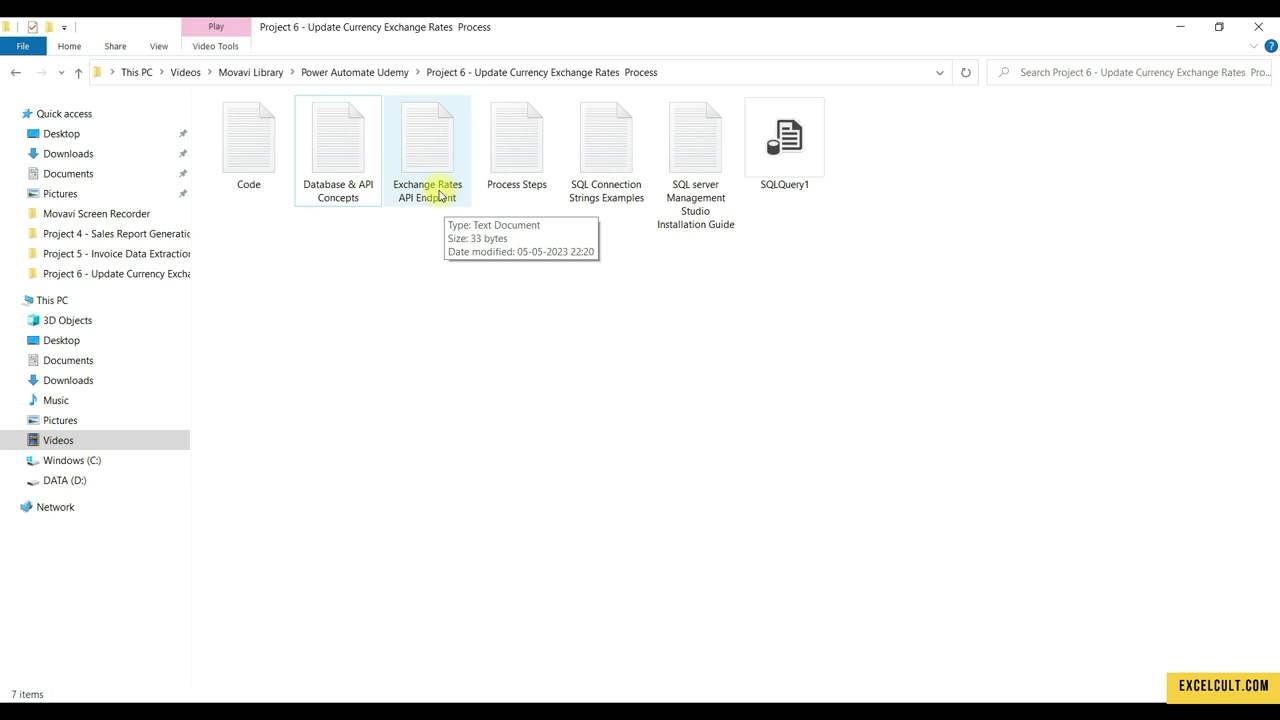 Play
Project 6 - Update Currency Exchange Rates  Process
File
Home
Share
View
Video Tools
This PC
Videos
Movavi Library
Power Automate Udemy
Project 6 - Update Currency Exchange Rates  Process
Search Project 6 - Update Currency Exchange Rates  Pro...
Quick access
Desktop
Downloads
Documents
Pictures
Movavi Screen Recorder
Project 4 - Sales Report Generatic
Project 5 - Invoice Data Extraction
Project 6 - Update Currency Excha
This PC
3D Objects
Desktop
Documents
Downloads
Music
Pictures
Videos
Windows (C:)
DATA (D:)
Network
Code
Database & API
Concepts
Exchange Rates
API Endpoint
Process Steps
SQL Connection
Strings Examples
SQL server
Management
Studio
Installation Guide
SQLQuery1
Type: Text Document
Size: 33 bytes
Date modified: 05-05-2023 22:20
7 items
EXCELCULT.COM